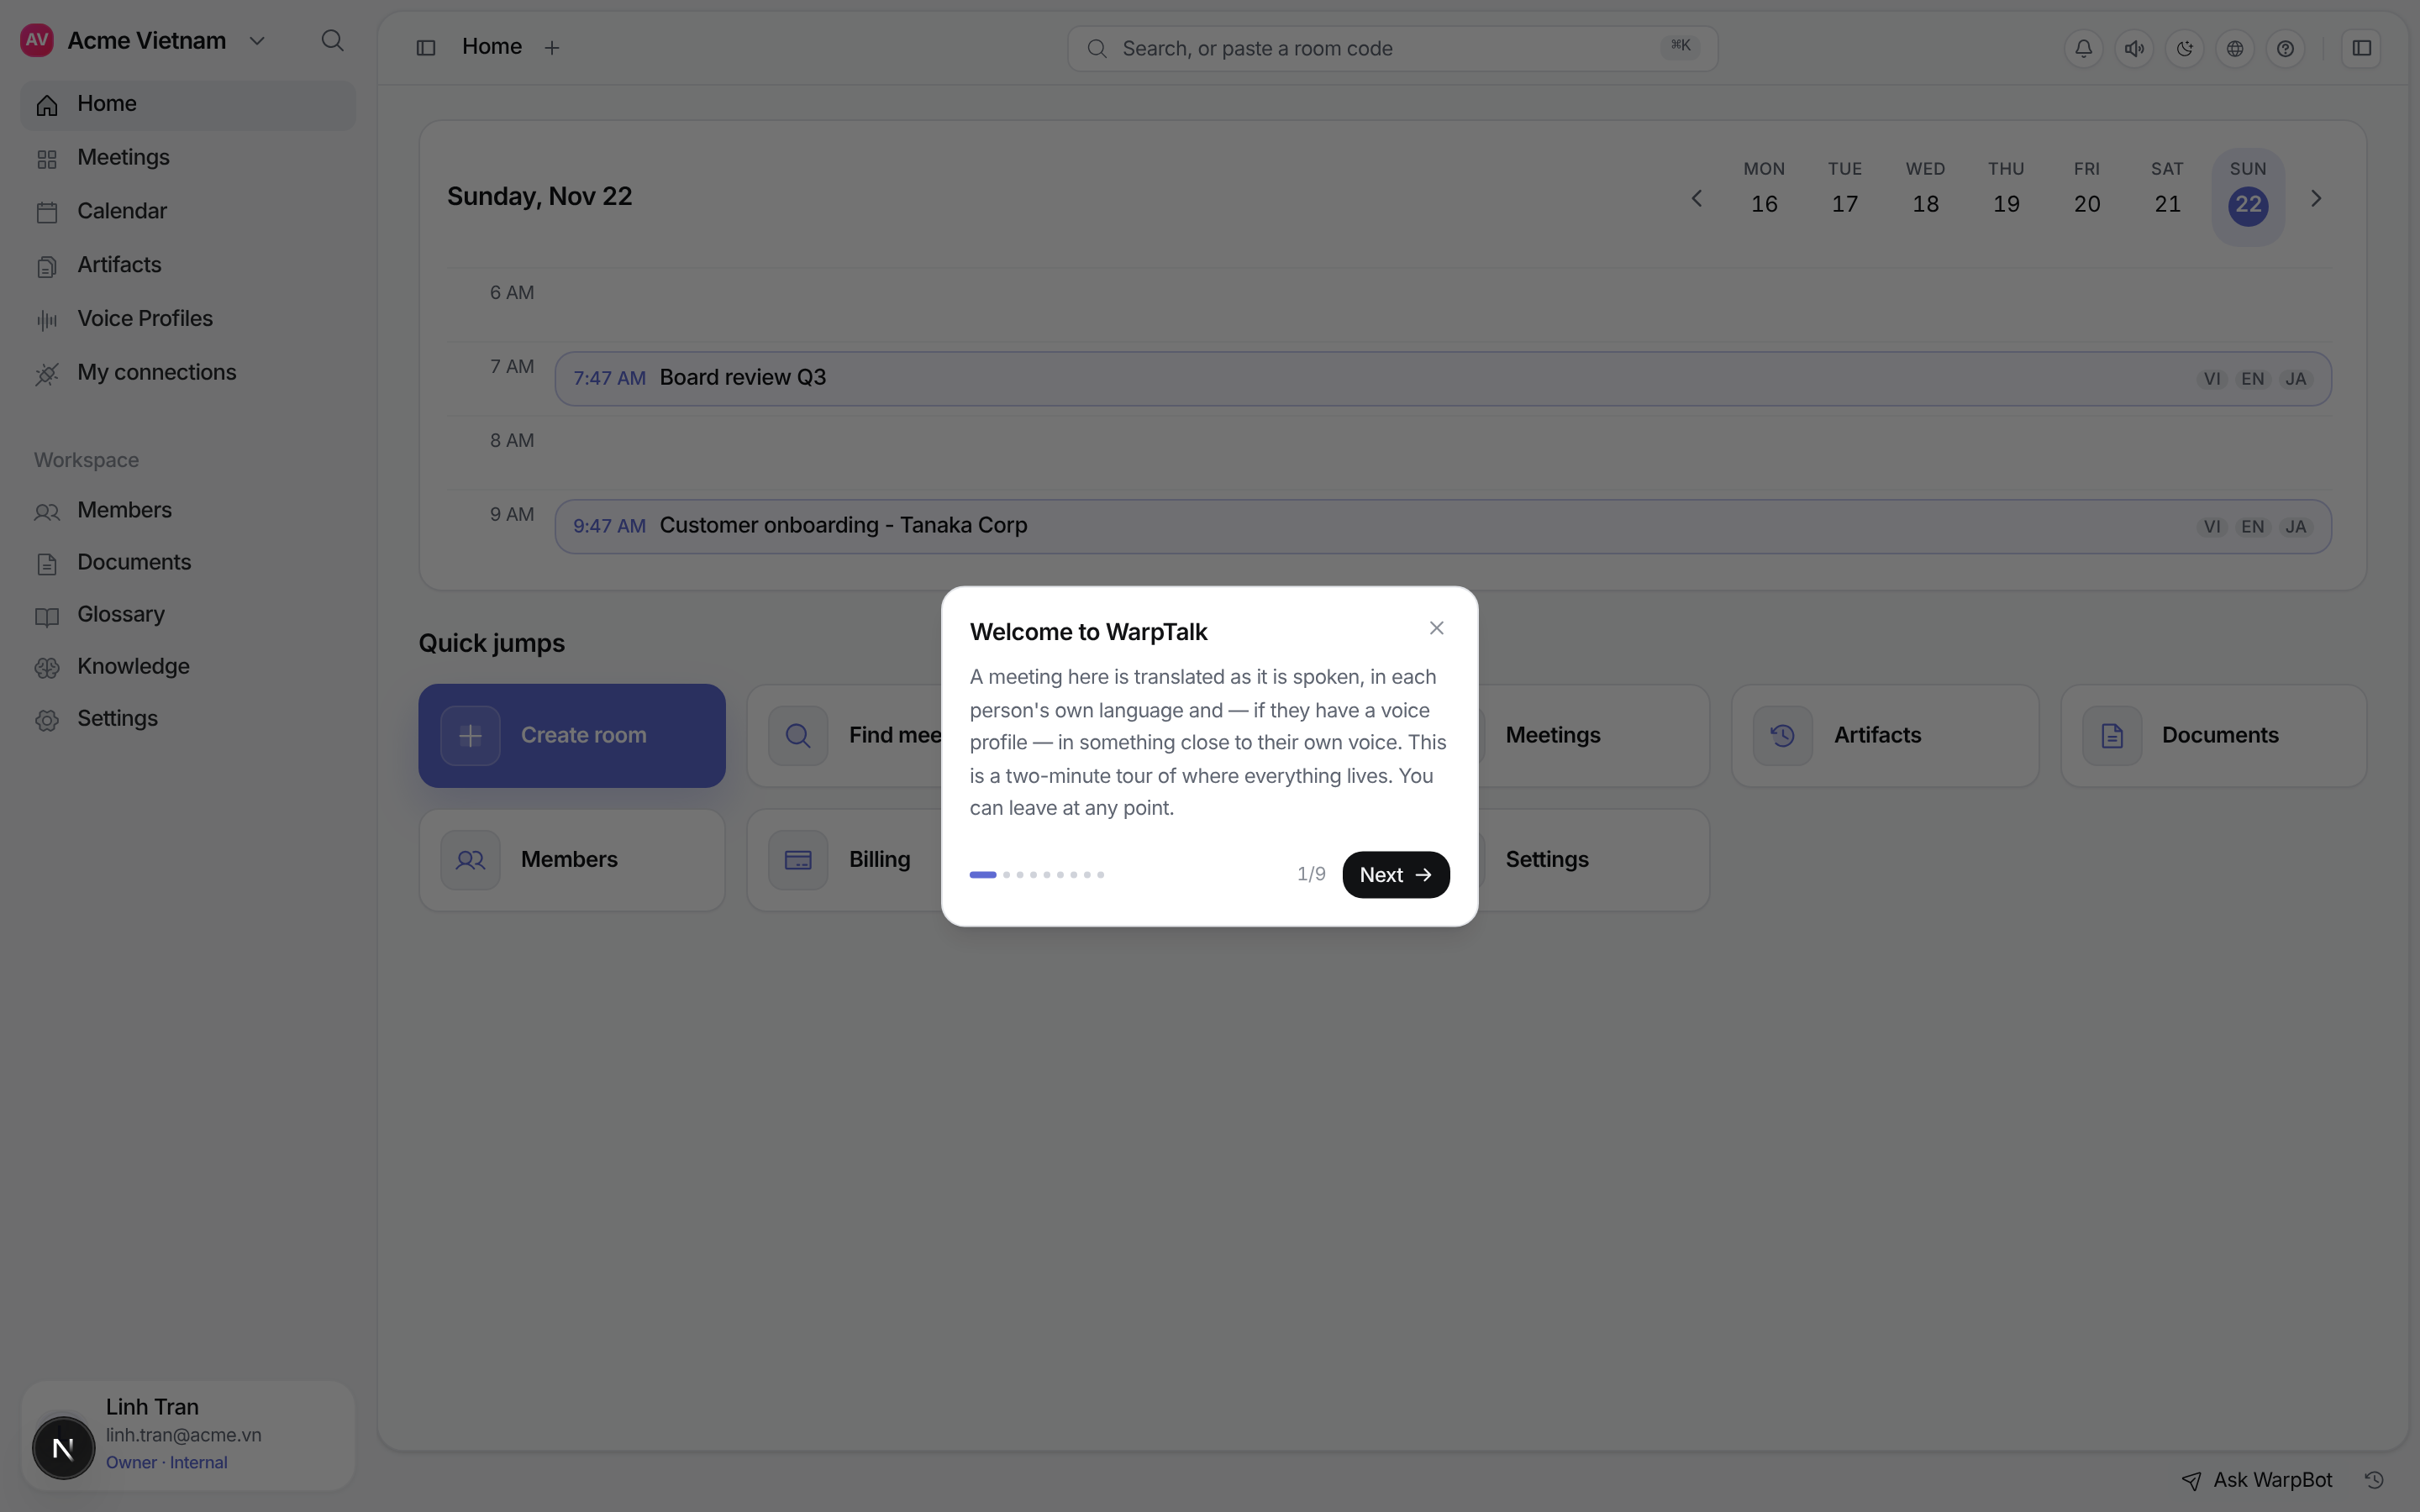 AV Acme Vietnam
Home
Meetings
Calendar
Artifacts
Voice Profiles
My connections
Workspace
Members
Documents
Glossary
Knowledge
Settings
Linh Tran
linh.tran@acme.vn
Owner · Internal
N
Home
Search, or paste a room code ⌘K
Sunday, Nov 22
MON TUE WED THU FRI SAT SUN
16 17 18 19 20 21 22
6 AM
7 AM
7:47 AM Board review Q3 VI EN JA
8 AM
9 AM
9:47 AM Customer onboarding - Tanaka Corp VI EN JA
Quick jumps
Create room
Find mee
Meetings
Artifacts
Documents
Members
Billing
Settings
Welcome to WarpTalk
A meeting here is translated as it is spoken, in each
person's own language and — if they have a voice
profile — in something close to their own voice. This
is a two-minute tour of where everything lives. You
can leave at any point.
1/9 Next
Ask WarpBot